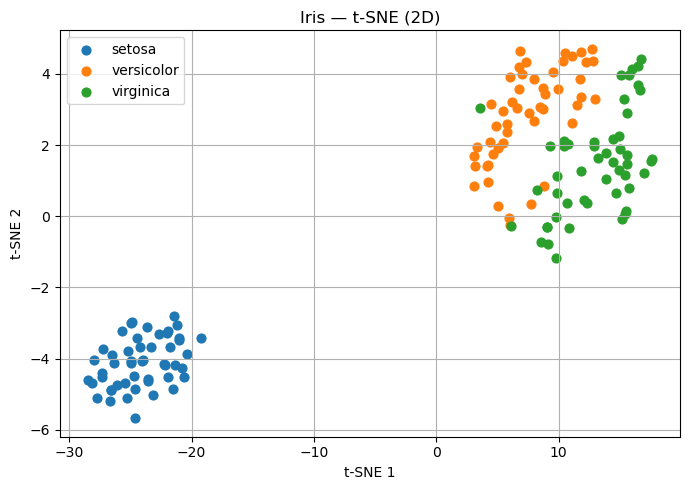 Iris — t-SNE (2D)
setosa
versicolor
virginica
4
2
0
−2
−4
−6
t-SNE 2
−30
−20
−10
0
10
t-SNE 1